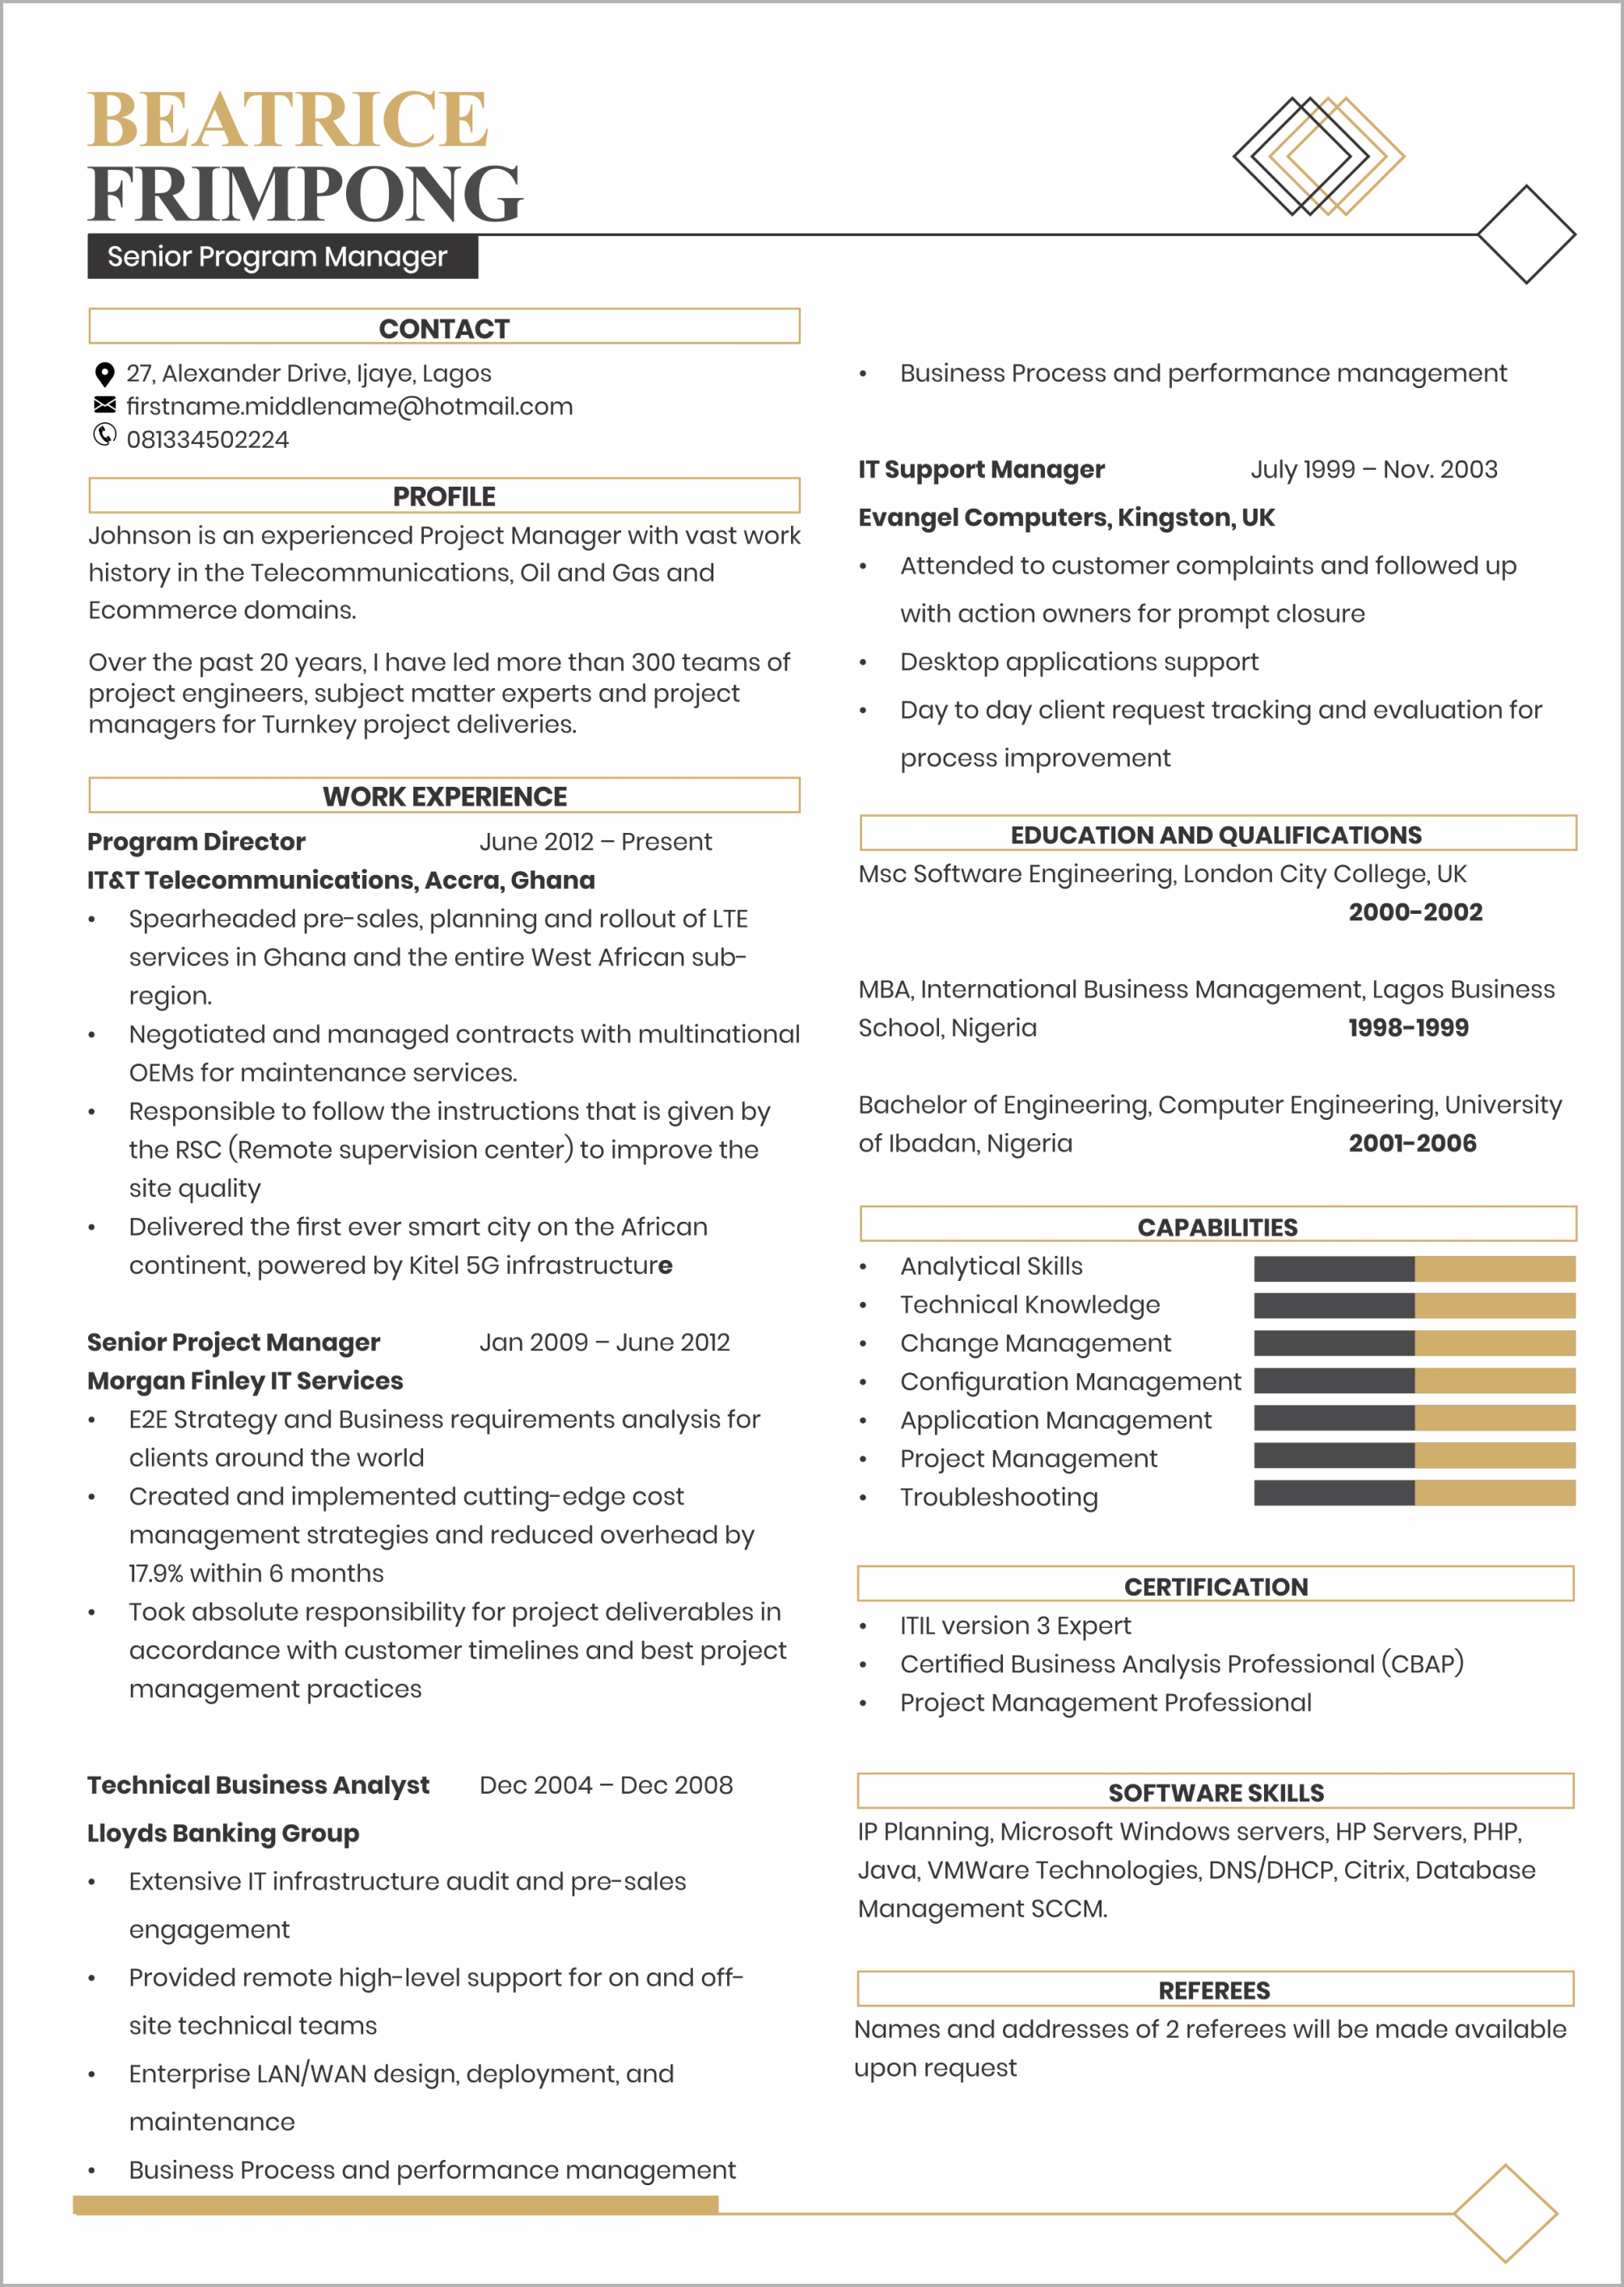 BEATRICE
FRIMPONG
Senior Program Manager
CONTACT
27, Alexander Drive, Ijaye, Lagos
firstname.middlename@hotmail.com
081334502224
PROFILE
Johnson is an experienced Project Manager with vast work
history in the Telecommunications, Oil and Gas and
Ecommerce domains.
Over the past 20 years, I have led more than 300 teams of
project engineers, subject matter experts and project
managers for Turnkey project deliveries.
WORK EXPERIENCE
Program Director June 2012 – Present
IT&T Telecommunications, Accra, Ghana
• Spearheaded pre-sales, planning and rollout of LTE
services in Ghana and the entire West African sub-
region.
• Negotiated and managed contracts with multinational
OEMs for maintenance services.
• Responsible to follow the instructions that is given by
the RSC (Remote supervision center) to improve the
site quality
• Delivered the first ever smart city on the African
continent, powered by Kitel 5G infrastructure
Senior Project Manager Jan 2009 – June 2012
Morgan Finley IT Services
• E2E Strategy and Business requirements analysis for
clients around the world
• Created and implemented cutting-edge cost
management strategies and reduced overhead by
17.9% within 6 months
• Took absolute responsibility for project deliverables in
accordance with customer timelines and best project
management practices
Technical Business Analyst Dec 2004 – Dec 2008
Lloyds Banking Group
• Extensive IT infrastructure audit and pre-sales
engagement
• Provided remote high-level support for on and off-
site technical teams
• Enterprise LAN/WAN design, deployment, and
maintenance
• Business Process and performance management
• Business Process and performance management
IT Support Manager July 1999 – Nov. 2003
Evangel Computers, Kingston, UK
• Attended to customer complaints and followed up
with action owners for prompt closure
• Desktop applications support
• Day to day client request tracking and evaluation for
process improvement
EDUCATION AND QUALIFICATIONS
Msc Software Engineering, London City College, UK
2000-2002
MBA, International Business Management, Lagos Business
School, Nigeria 1998-1999
Bachelor of Engineering, Computer Engineering, University
of Ibadan, Nigeria 2001-2006
CAPABILITIES
• Analytical Skills
• Technical Knowledge
• Change Management
• Configuration Management
• Application Management
• Project Management
• Troubleshooting
CERTIFICATION
• ITIL version 3 Expert
• Certified Business Analysis Professional (CBAP)
• Project Management Professional
SOFTWARE SKILLS
IP Planning, Microsoft Windows servers, HP Servers, PHP,
Java, VMWare Technologies, DNS/DHCP, Citrix, Database
Management SCCM.
REFEREES
Names and addresses of 2 referees will be made available
upon request